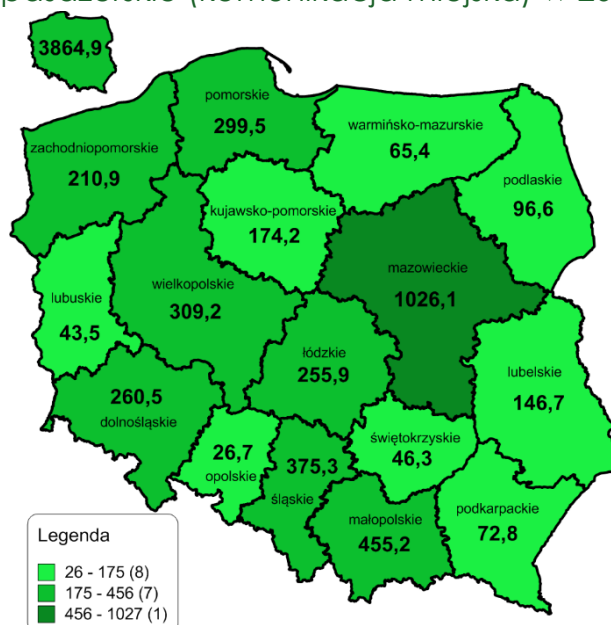 (komunikacja miejska) w
3864,9
pomorskie
299,5
warmińsko-mazurskie
65,4
zachodniopomorskie
210,9
podlaskie
96,6
kujawsko-pomorskie
174,2
mazowieckie
1026,1
wielkopolskie
309,2
lubuskie
43,5
łódzkie
255,9
lubelskie
146,7
260,5
dolnośląskie
26,7
opolskie
375,3
śląskie
świętokrzyskie
46,3
małopolskie
455,2
podkarpackie
72,8
Legenda
26 - 175 (8)
175 - 456 (7)
456 - 1027 (1)